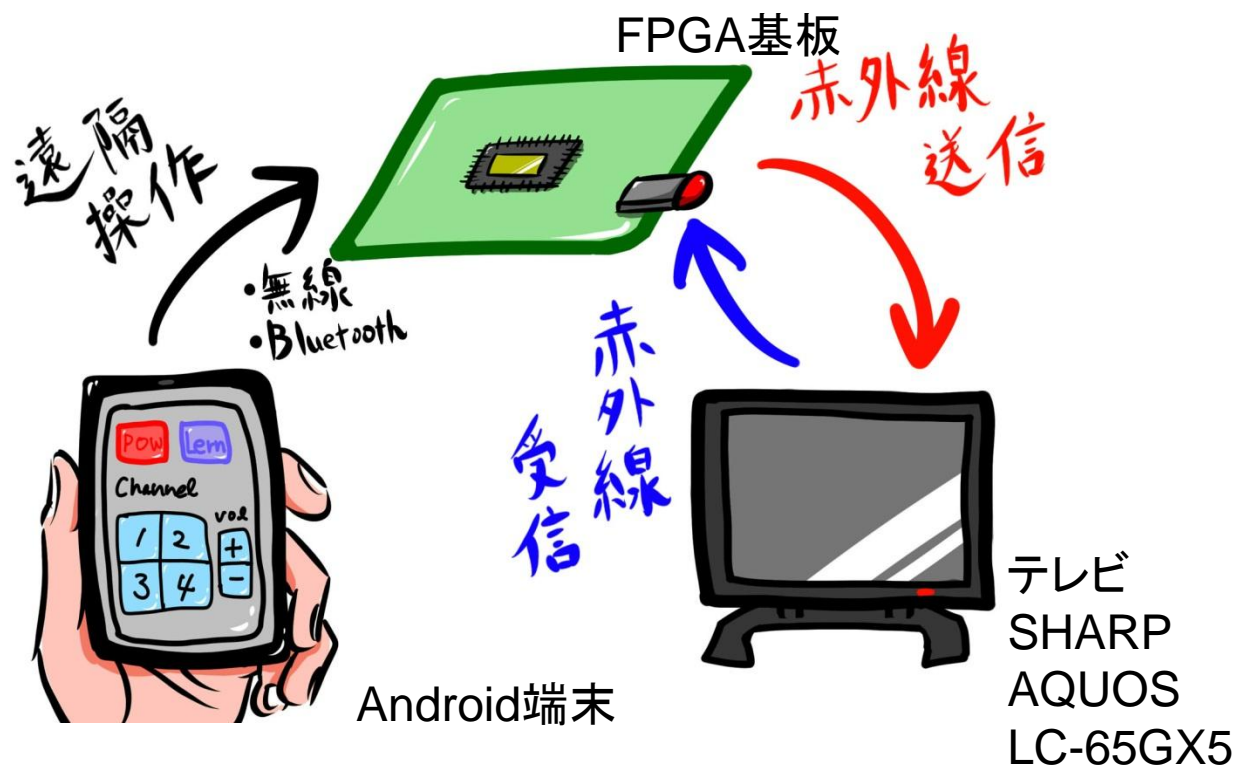 FPGA基板
赤外線
送信
遠隔
操作
・無線
・Bluetooth
赤外線
受信
Pow
Lern
Channel
vol
1 2
+
3 4
-
テレビ
SHARP
AQUOS
LC-65GX5
Android端末